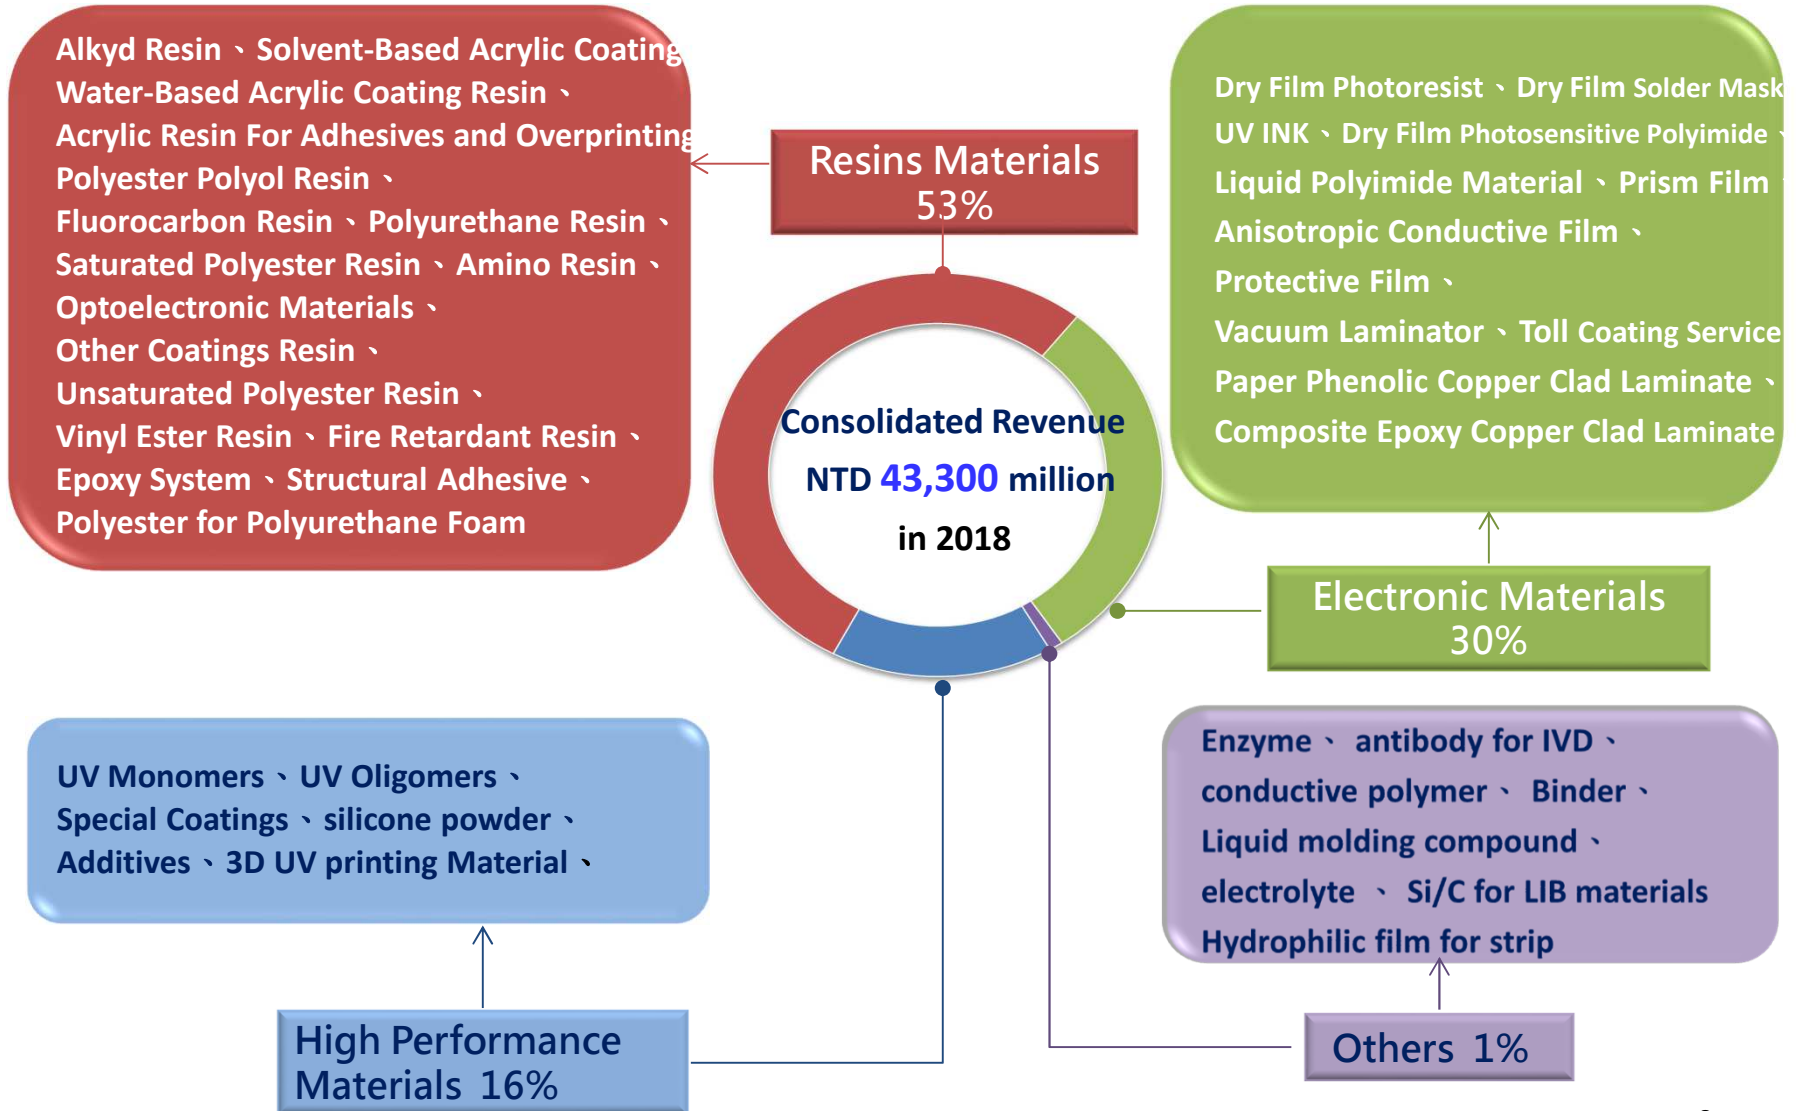 Alkyd Resin、Solvent-Based Acrylic Coating
Water-Based Acrylic Coating Resin、
Acrylic Resin For Adhesives and Overprinting
Polyester Polyol Resin、
Fluorocarbon Resin、Polyurethane Resin、
Saturated Polyester Resin、Amino Resin、
Optoelectronic Materials、
Other Coatings Resin、
Unsaturated Polyester Resin、
Vinyl Ester Resin、Fire Retardant Resin、
Epoxy System、Structural Adhesive、
Polyester for Polyurethane Foam
Resins Materials
53%
Dry Film Photoresist、Dry Film Solder Mask
UV INK、Dry Film Photosensitive Polyimide、
Liquid Polyimide Material、Prism Film、
Anisotropic Conductive Film、
Protective Film、
Vacuum Laminator、Toll Coating Service
Paper Phenolic Copper Clad Laminate、
Composite Epoxy Copper Clad Laminate
Consolidated Revenue
NTD 43,300 million
in 2018
Electronic Materials
30%
UV Monomers、UV Oligomers、
Special Coatings、silicone powder、
Additives、3D UV printing Material、
High Performance
Materials 16%
Enzyme、 antibody for IVD、
conductive polymer、 Binder、
Liquid molding compound、
electrolyte 、 Si/C for LIB materials
Hydrophilic film for strip
Others 1%